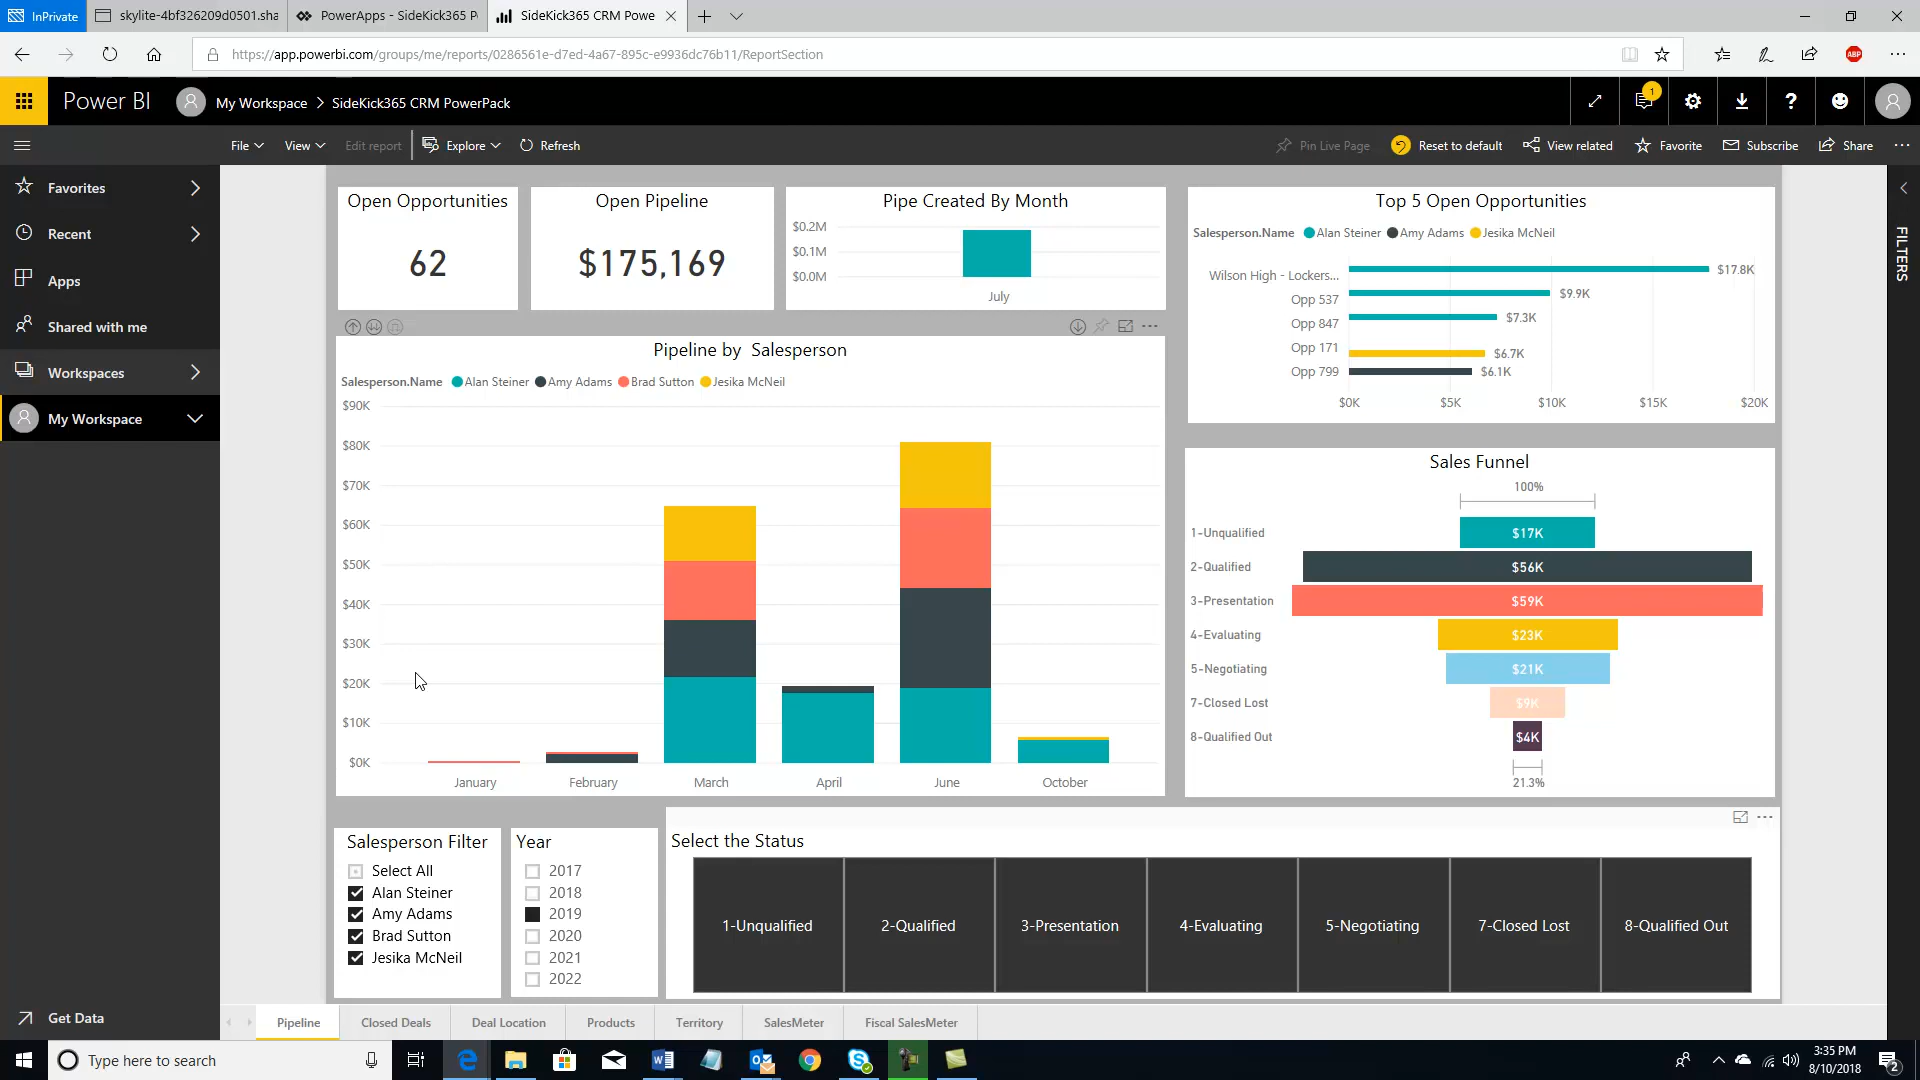 InPrivate
skylite-4bf326209d0501.sha
PowerApps - SideKick365 P
SideKick365 CRM Powe
https://app.powerbi.com/groups/me/reports/0286561e-d7ed-4a67-895c-e9936dc76b11/ReportSection
ABP
Power BI
My Workspace > SideKick365 CRM PowerPack
1
?
File
View
Edit report
Explore
Refresh
Pin Live Page
Reset to default
View related
Favorite
Subscribe
Share
Favorites
Recent
Apps
Shared with me
Workspaces
My Workspace
Get Data
Open Opportunities
62
Open Pipeline
$175,169
Pipe Created By Month
$0.2M
$0.1M
$0.0M
July
Top 5 Open Opportunities
Salesperson.Name Alan Steiner Amy Adams Jesika McNeil
Wilson High - Lockers... $17.8K
Opp 537 $9.9K
Opp 847 $7.3K
Opp 171 $6.7K
Opp 799 $6.1K
$0K $5K $10K $15K $20K
FILTERS
Pipeline by Salesperson
Salesperson.Name Alan Steiner Amy Adams Brad Sutton Jesika McNeil
$90K
$80K
$70K
$60K
$50K
$40K
$30K
$20K
$10K
$0K
January February March April June October
Sales Funnel
100%
1-Unqualified $17K
2-Qualified $56K
3-Presentation $59K
4-Evaluating $23K
5-Negotiating $21K
7-Closed Lost $9K
8-Qualified Out $4K
21.3%
Salesperson Filter
Select All
Alan Steiner
Amy Adams
Brad Sutton
Jesika McNeil
Year
2017
2018
2019
2020
2021
2022
Select the Status
1-Unqualified
2-Qualified
3-Presentation
4-Evaluating
5-Negotiating
7-Closed Lost
8-Qualified Out
Pipeline
Closed Deals
Deal Location
Products
Territory
SalesMeter
Fiscal SalesMeter
Type here to search
3:35 PM
8/10/2018
2